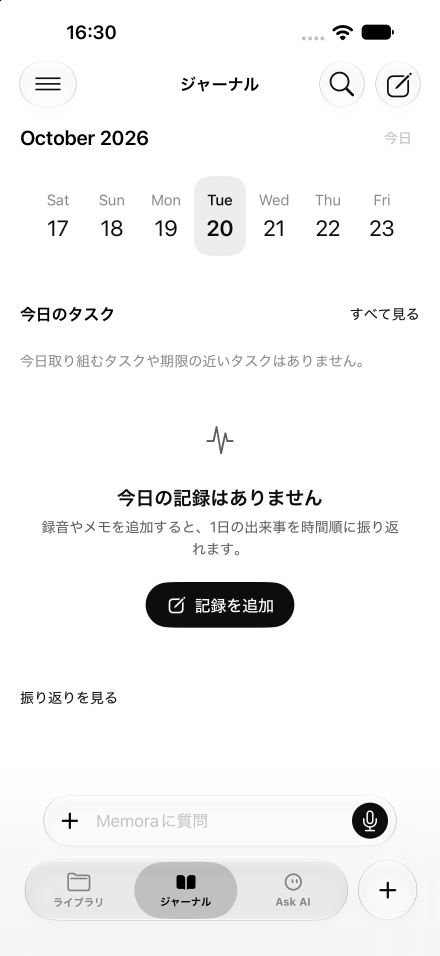 16:30
ジャーナル
October 2026
今日
Sat
Sun
Mon
Tue
Wed
Thu
Fri
17
18
19
20
21
22
23
今日のタスク
すべて見る
今日取り組むタスクや期限の近いタスクはありません。
今日の記録はありません
録音やメモを追加すると、1日の出来事を時間順に振り返
れます。
記録を追加
振り返りを見る
Memoraに質問
ライブラリ
ジャーナル
Ask AI